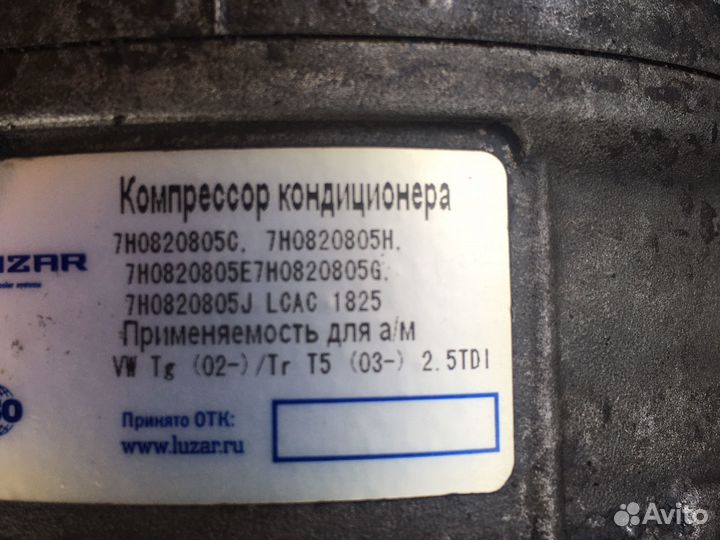 Компрессор кондиционера
7H0820805C, 7H0820805H,
7H0820805E7H0820805G,
7H0820805J LCAC 1825
Применяемость для а/м
VW Tg (02-)/Tr T5 (03-) 2.5TDI
Принято ОТК:
www.luzar.ru
Avito